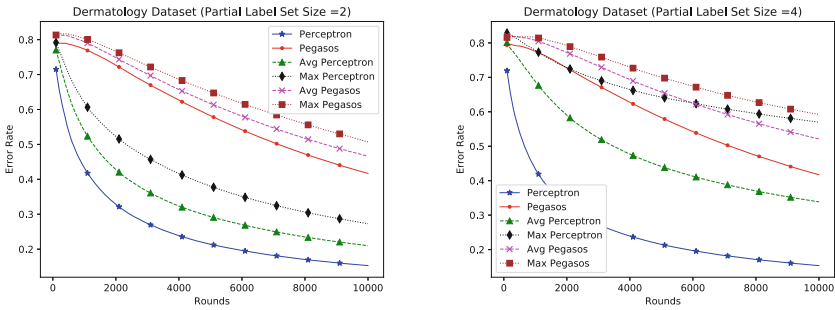 Dermatology Dataset (Partial Label Set Size =2)
Error Rate
0.8
0.7
0.6
0.5
0.4
0.3
0.2
0
2000
4000
6000
8000
10000
Rounds
Perceptron
Pegasos
Avg Perceptron
Max Perceptron
Avg Pegasos
Max Pegasos
Dermatology Dataset (Partial Label Set Size =4)
Error Rate
0.8
0.7
0.6
0.5
0.4
0.3
0.2
0
2000
4000
6000
8000
10000
Rounds
Perceptron
Pegasos
Avg Perceptron
Max Perceptron
Avg Pegasos
Max Pegasos